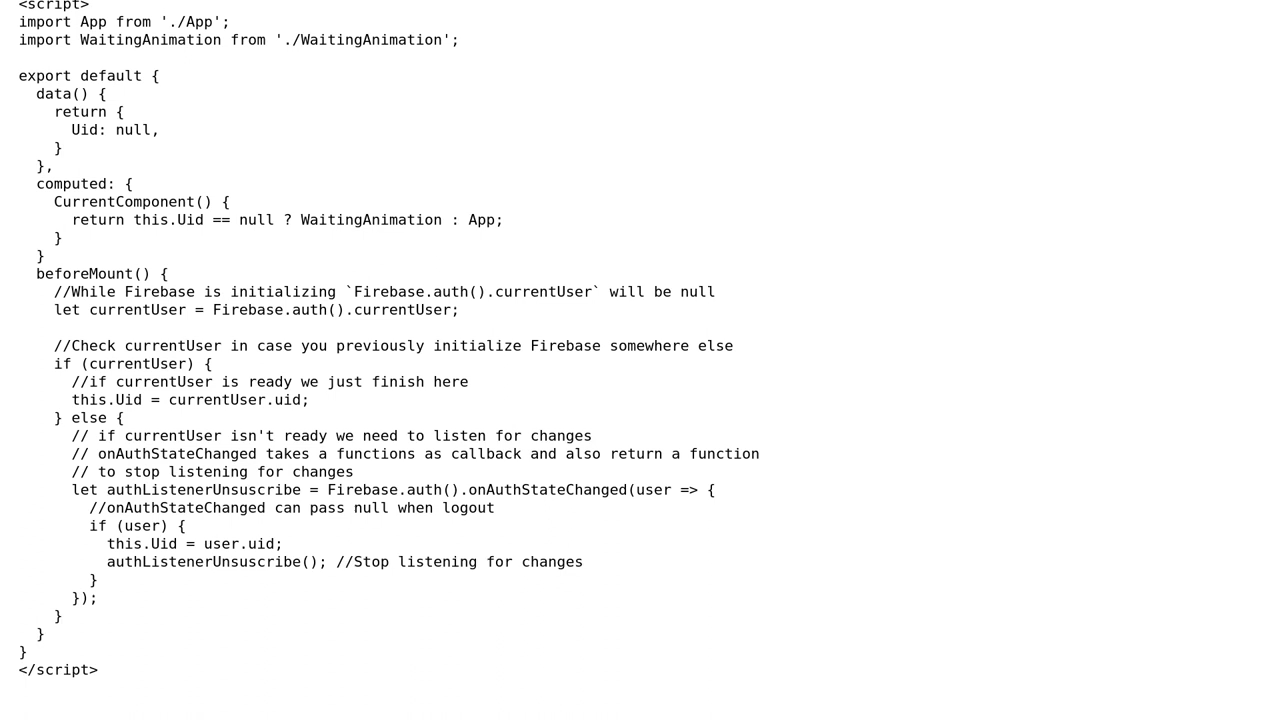 <script>
import App from './App';
import WaitingAnimation from './WaitingAnimation';

export default {
  data() {
    return {
      Uid: null,
    }
  },
  computed: {
    CurrentComponent() {
      return this.Uid == null ? WaitingAnimation : App;
    }
  }
  beforeMount() {
    //While Firebase is initializing `Firebase.auth().currentUser` will be null
    let currentUser = Firebase.auth().currentUser;

    //Check currentUser in case you previously initialize Firebase somewhere else
    if (currentUser) {
      //if currentUser is ready we just finish here
      this.Uid = currentUser.uid;
    } else {
      // if currentUser isn't ready we need to listen for changes
      // onAuthStateChanged takes a functions as callback and also return a function
      // to stop listening for changes
      let authListenerUnsuscribe = Firebase.auth().onAuthStateChanged(user => {
        //onAuthStateChanged can pass null when logout
        if (user) {
          this.Uid = user.uid;
          authListenerUnsuscribe(); //Stop listening for changes
        }
      });
    }
  }
}
</script>